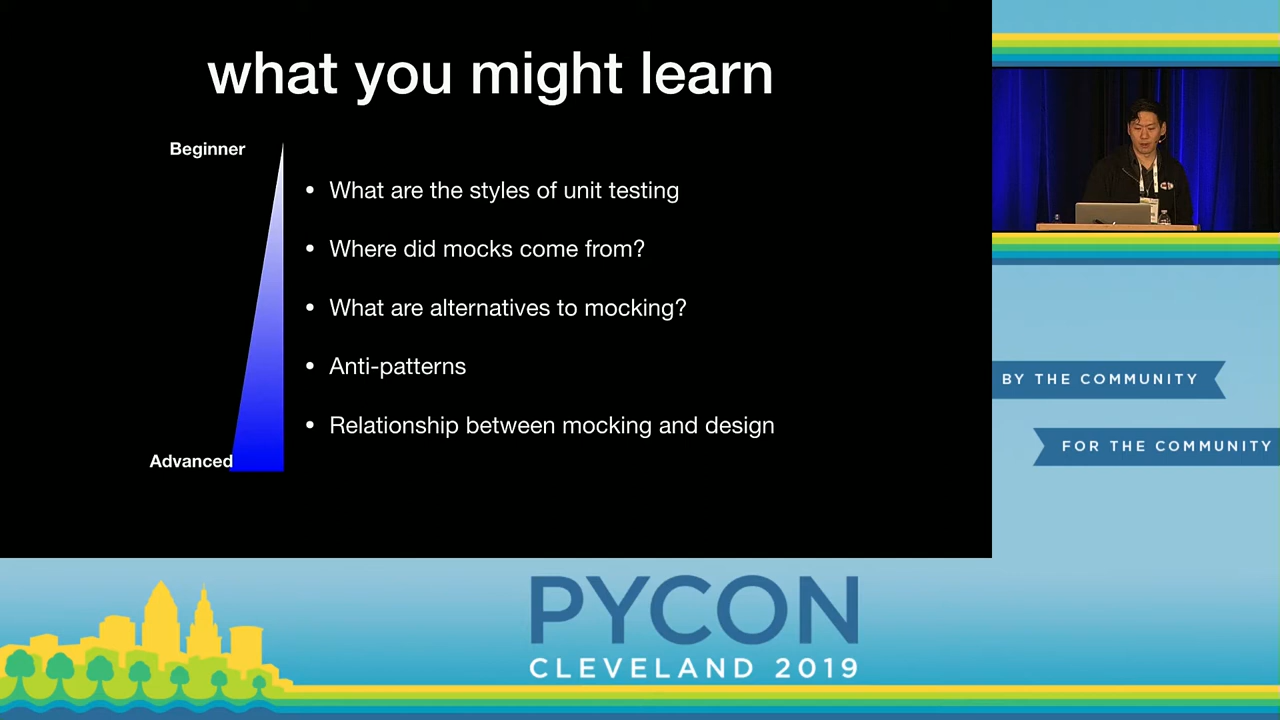 what you might learn
Beginner
• What are the styles of unit testing
• Where did mocks come from?
• What are alternatives to mocking?
• Anti-patterns
• Relationship between mocking and design
Advanced
BY THE COMMUNITY
FOR THE COMMUNITY
PYCON
CLEVELAND 2019